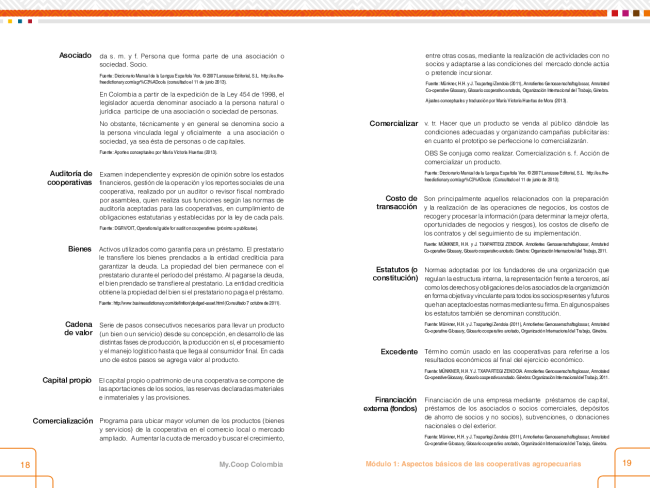 Asociado da s. m. y f. Persona que forma parte de una asociación o
sociedad. Socio.
Fuente: Diccionario Manual de la Lengua Española Vox. © 2007 Larousse Editorial, S.L.
(consultado el 11 de junio 2013).
En Colombia a partir de la expedición de la Ley 454 de 1998, el
legislador acuerda denominar asociado a la persona natural o
jurídica partícipe de una asociación o sociedad de personas.
No obstante, técnicamente y en general se denomina socio a
la persona vinculada legal y oficialmente a una asociación o
sociedad, ya sea ésta de personas o de capitales.
Fuente: Aportes conceptuales por María Victoria Huertas (2013).
Auditoría de
cooperativas
Examen independiente y expresión de opinión sobre los estados
financieros, gestión de la operación y los reportes sociales de una
cooperativa, realizado por un auditor o revisor fiscal nombrado
por asamblea, quien realiza sus funciones según las normas de
auditoría aceptadas para las cooperativas, en cumplimiento de
obligaciones estatutarias y establecidas por la ley de cada país.
Fuente: DGRV/OIT, Operational guide for audit on cooperatives (próximo a publicarse).
Bienes Activos utilizados como garantía para un préstamo. El prestatario
le transfiere los bienes prendados a la entidad crediticia para
garantizar la deuda. La propiedad del bien permanece con el
prestatario durante el período del préstamo. Al pagarse la deuda,
el bien prendado se transfiere al prestatario. La entidad crediticia
obtiene la propiedad del bien si el prestatario no paga el préstamo.
Fuente: http://www.businessdictionary.com/definition/pledged-asset.html (Consultado 7 octubre de 2011).
Cadena
de valor
Serie de pasos consecutivos necesarios para llevar un producto
(un bien o un servicio) desde su concepción, en desarrollo de las
distintas fases de producción, la producción en sí, el procesamiento
y el manejo logístico hasta que llega al consumidor final. En cada
uno de estos pasos se agrega valor al producto.
Capital propio El capital propio o patrimonio de una cooperativa se compone de
las aportaciones de los socios, las reservas declaradas materiales
e inmateriales y las provisiones.
Comercialización Programa para ubicar mayor volumen de los productos (bienes
y servicios) de la cooperativa en el comercio local o mercado
ampliado. Aumentar la cuota de mercado y buscar el crecimiento,
18 My.Coop Colombia
entre otras cosas, mediante la realización de actividades con no
socios y adaptarse a las condiciones del mercado donde actua
o pretende incursionar.
Fuente: Münkner, H.H. y J. Txapartegi Zendoia (2011), Annotiertes Genossenschaftsglossar, Annotated
Co-operative Glossary, Glosario cooperativo anotado, Organización Internacional del Trabajo, Ginebra.
Ajustes conceptuales y traducción por María Victoria Huertas de Mora (2013).
Comercializar v. tr. Hacer que un producto se venda al público dándole las
condiciones adecuadas y organizando campañas publicitarias:
en cuanto el prototipo se perfeccione lo comercializarán.
OBS Se conjuga como realizar. Comercialización s. f. Acción de
comercializar un producto.
Fuente: Diccionario Manual de la Lengua Española Vox. © 2007 Larousse Editorial, S.L.
(Consultado el 11 de junio de 2013).
Costo de
transacción
Son principalmente aquellos relacionados con la preparación
y la realización de las operaciones de negocios, los costos de
recoger y procesar la información (para determinar la mejor oferta,
oportunidades de negocios y riesgos), los costos de diseño de
los contratos y del seguimiento de su implementación.
Fuente: MÜNKNER, H.H. y J. TXAPARTEGI ZENDOIA, Annotiertes Genossenschaftsglossar, Annotated
Co-operative Glossary, Glosario cooperativo anotado. Ginebra: Organización Internacional del Trabajo, 2011.
Estatutos (o
constitución)
Normas adoptadas por los fundadores de una organización que
regulan la estructura interna, la representación frente a terceros, así
como los derechos y obligaciones de los asociados de la organización
en forma objetiva y vinculante para todos los socios presentes y futuros
que han aceptado estas normas mediante su firma. En algunos países
los estatutos también se denominan constitución.
Fuente: Münkner, H.H. y J. Txapartegi Zendoia (2011), Annotiertes Genossenschaftsglossar, Annotated
Co-operative Glossary, Glosario cooperativo anotado, Organización Internacional del Trabajo, Ginebra.
Excedente Término común usado en las cooperativas para referirse a los
resultados económicos al final del ejercicio económico.
Fuente: MÜNKNER, H.H. Y J. TXAPARTEGI ZENDOIA, Annotiertes Genossenschaftsglossar, Annotated
Co-operative Glossary, Glosario cooperativo anotado. Ginebra: Organización Internacional del Trabajo, 2011.
Financiación
externa (fondos)
Financiación de una empresa mediante préstamos de capital,
préstamos de los asociados o socios comerciales, depósitos
de ahorro de socios y no socios), subvenciones, o donaciones
nacionales o del exterior.
Fuente: Münkner, H.H. y J. Txapartegi Zendoia (2011), Annotiertes Genossenschaftsglossar, Annotated
Co-operative Glossary, Glosario cooperativo anotado, Organización Internacional del Trabajo, Ginebra.
Módulo 1: Aspectos básicos de las cooperativas agropecuarias 19